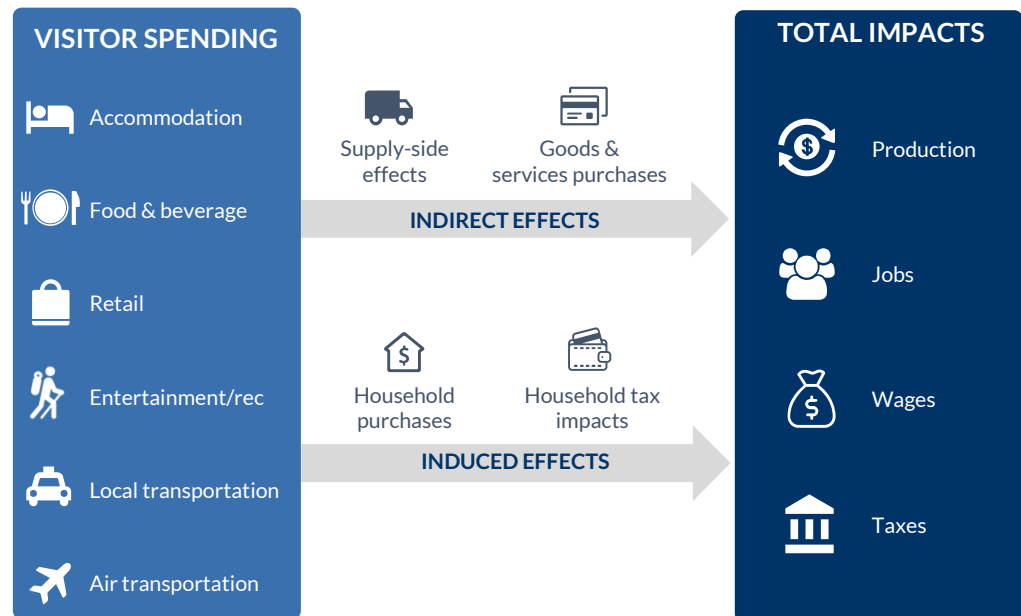 VISITOR SPENDING
Accommodation
Food & beverage
Retail
Entertainment/rec
Local transportation
Air transportation
Supply-side
effects
Goods &
services purchases
INDIRECT EFFECTS
Household
purchases
Household tax
impacts
INDUCED EFFECTS
TOTAL IMPACTS
$
Production
Jobs
$
Wages
Taxes